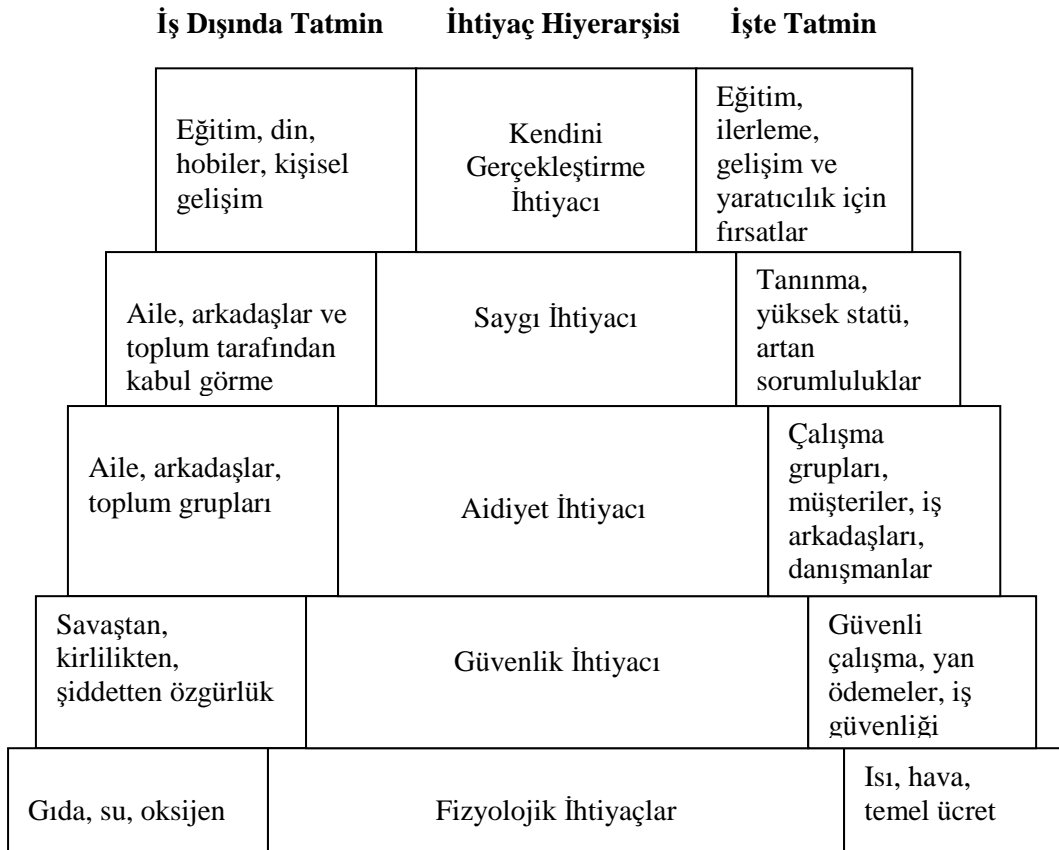 İş Dışında Tatmin İhtiyaç Hiyerarşisi İşte Tatmin
Eğitim, din,
hobiler, kişisel
gelişim
Kendini
Gerçekleştirme
İhtiyacı
Eğitim,
ilerleme,
gelişim ve
yaratıcılık için
fırsatlar
Aile, arkadaşlar ve
toplum tarafından
kabul görme
Saygı İhtiyacı
Tanınma,
yüksek statü,
artan
sorumluluklar
Aile, arkadaşlar,
toplum grupları
Aidiyet İhtiyacı
Çalışma
grupları,
müşteriler, iş
arkadaşları,
danışmanlar
Savaştan,
kirlilikten,
şiddetten özgürlük
Güvenlik İhtiyacı
Güvenli
çalışma, yan
ödemeler, iş
güvenliği
Gıda, su, oksijen
Fizyolojik İhtiyaçlar
Isı, hava,
temel ücret